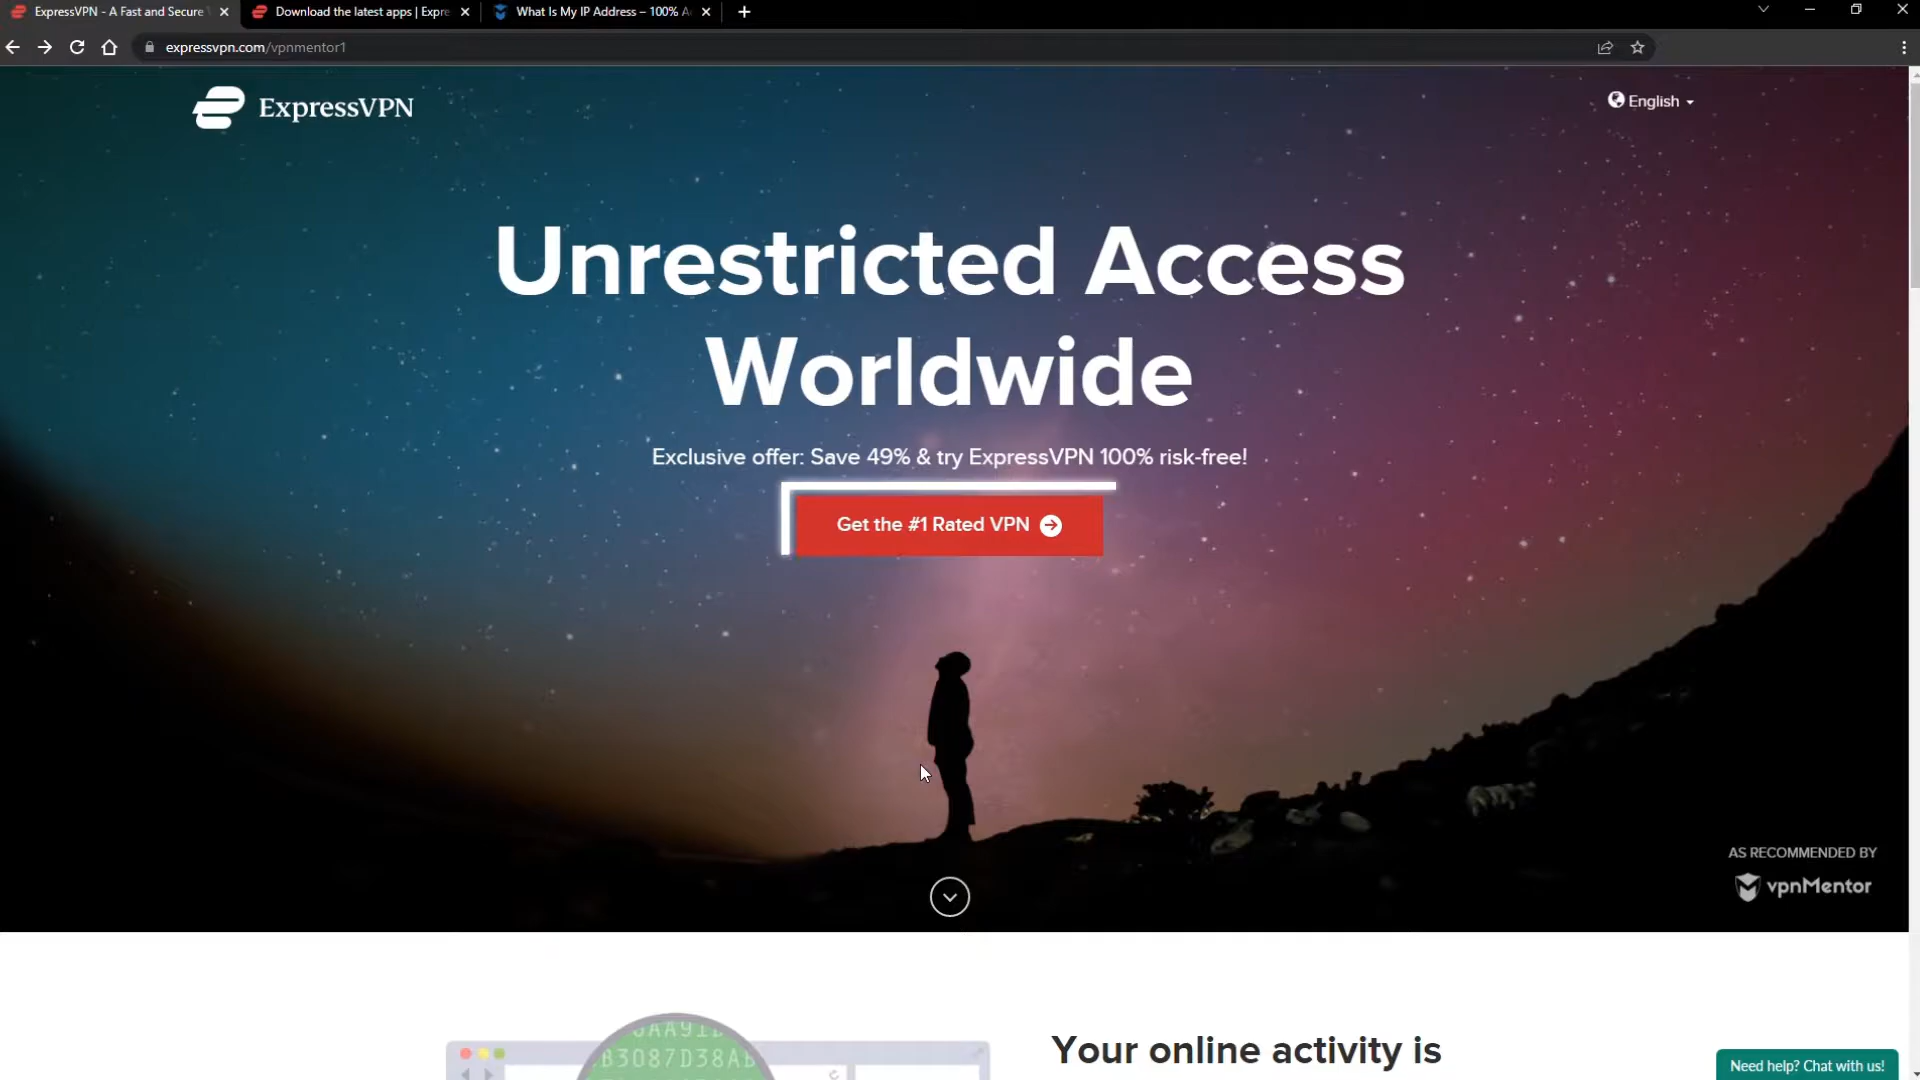 ExpressVPN - A Fast and Secure
Download the latest apps | Expre
What Is My IP Address – 100% A
expressvpn.com/vpnmentor1
ExpressVPN
English
Unrestricted Access
Worldwide
Exclusive offer: Save 49% & try ExpressVPN 100% risk-free!
Get the #1 Rated VPN
AS RECOMMENDED BY
vpnMentor
B3087D38AB
Your online activity is
Need help? Chat with us!